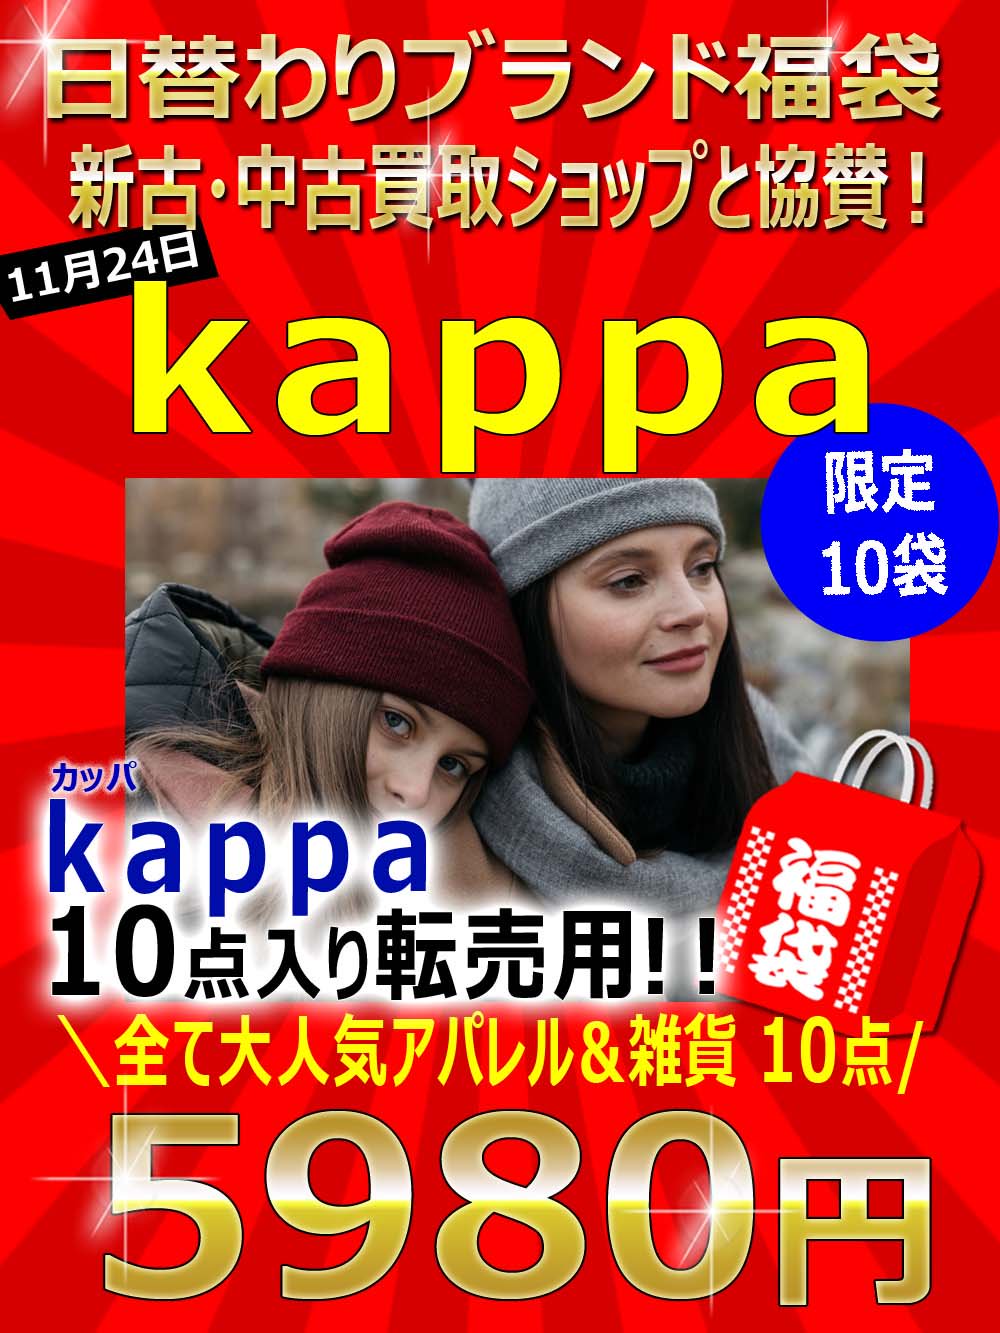 日替わりブランド福袋
新古・中古買取ショップと協賛！
11月24日
kappa
限定
10袋
カッパ
kappa
10点入り転売用！！
福袋
\全て大人気アパレル＆雑貨 10点/
5980円